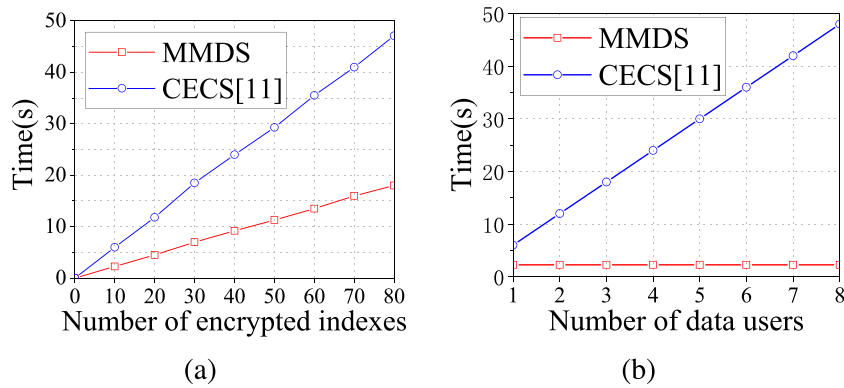 50
40
30
20
10
0
Time(s)
MMDS
CECS[11]
0 10 20 30 40 50 60 70 80
Number of encrypted indexes
(a)
50
40
30
20
10
0
Time(s)
MMDS
CECS[11]
1 2 3 4 5 6 7 8
Number of data users
(b)